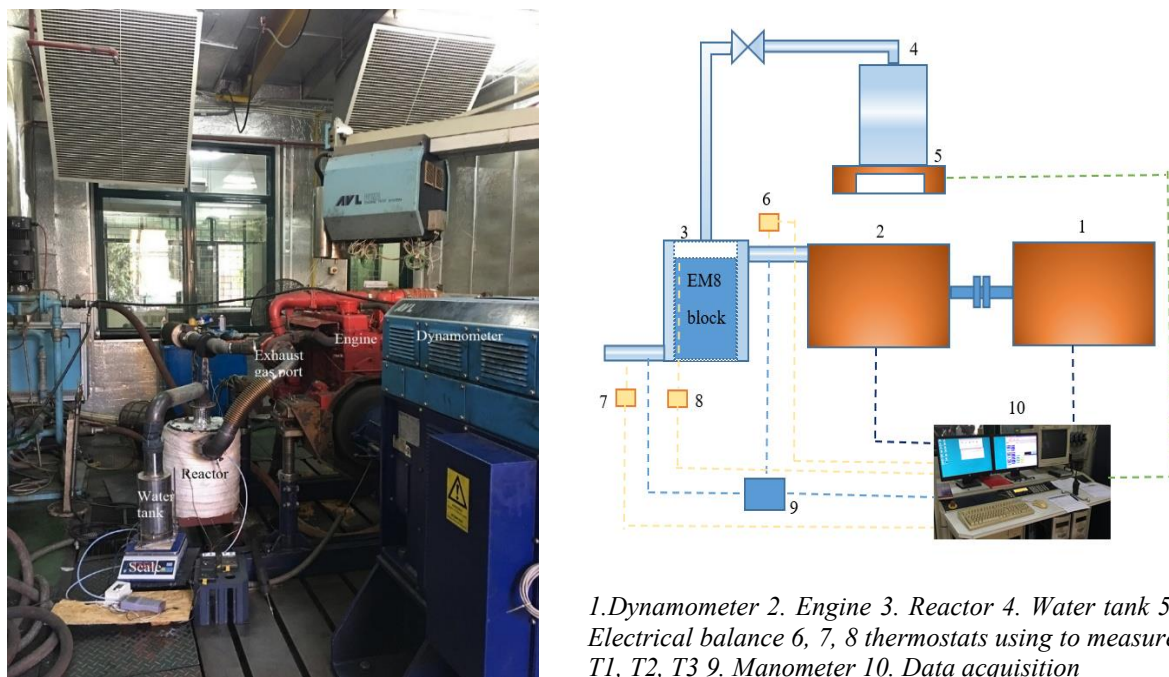 AVL
Engine
Dynamometer
Exhaust
gas port
Reactor
Water
tank
Scale
4
5
6
3
2
1
EM8
block
7
8
10
9
1.Dynamometer 2. Engine 3. Reactor 4. Water tank 5
Electrical balance 6, 7, 8 thermostats using to measure
T1, T2, T3 9. Manometer 10. Data acquisition